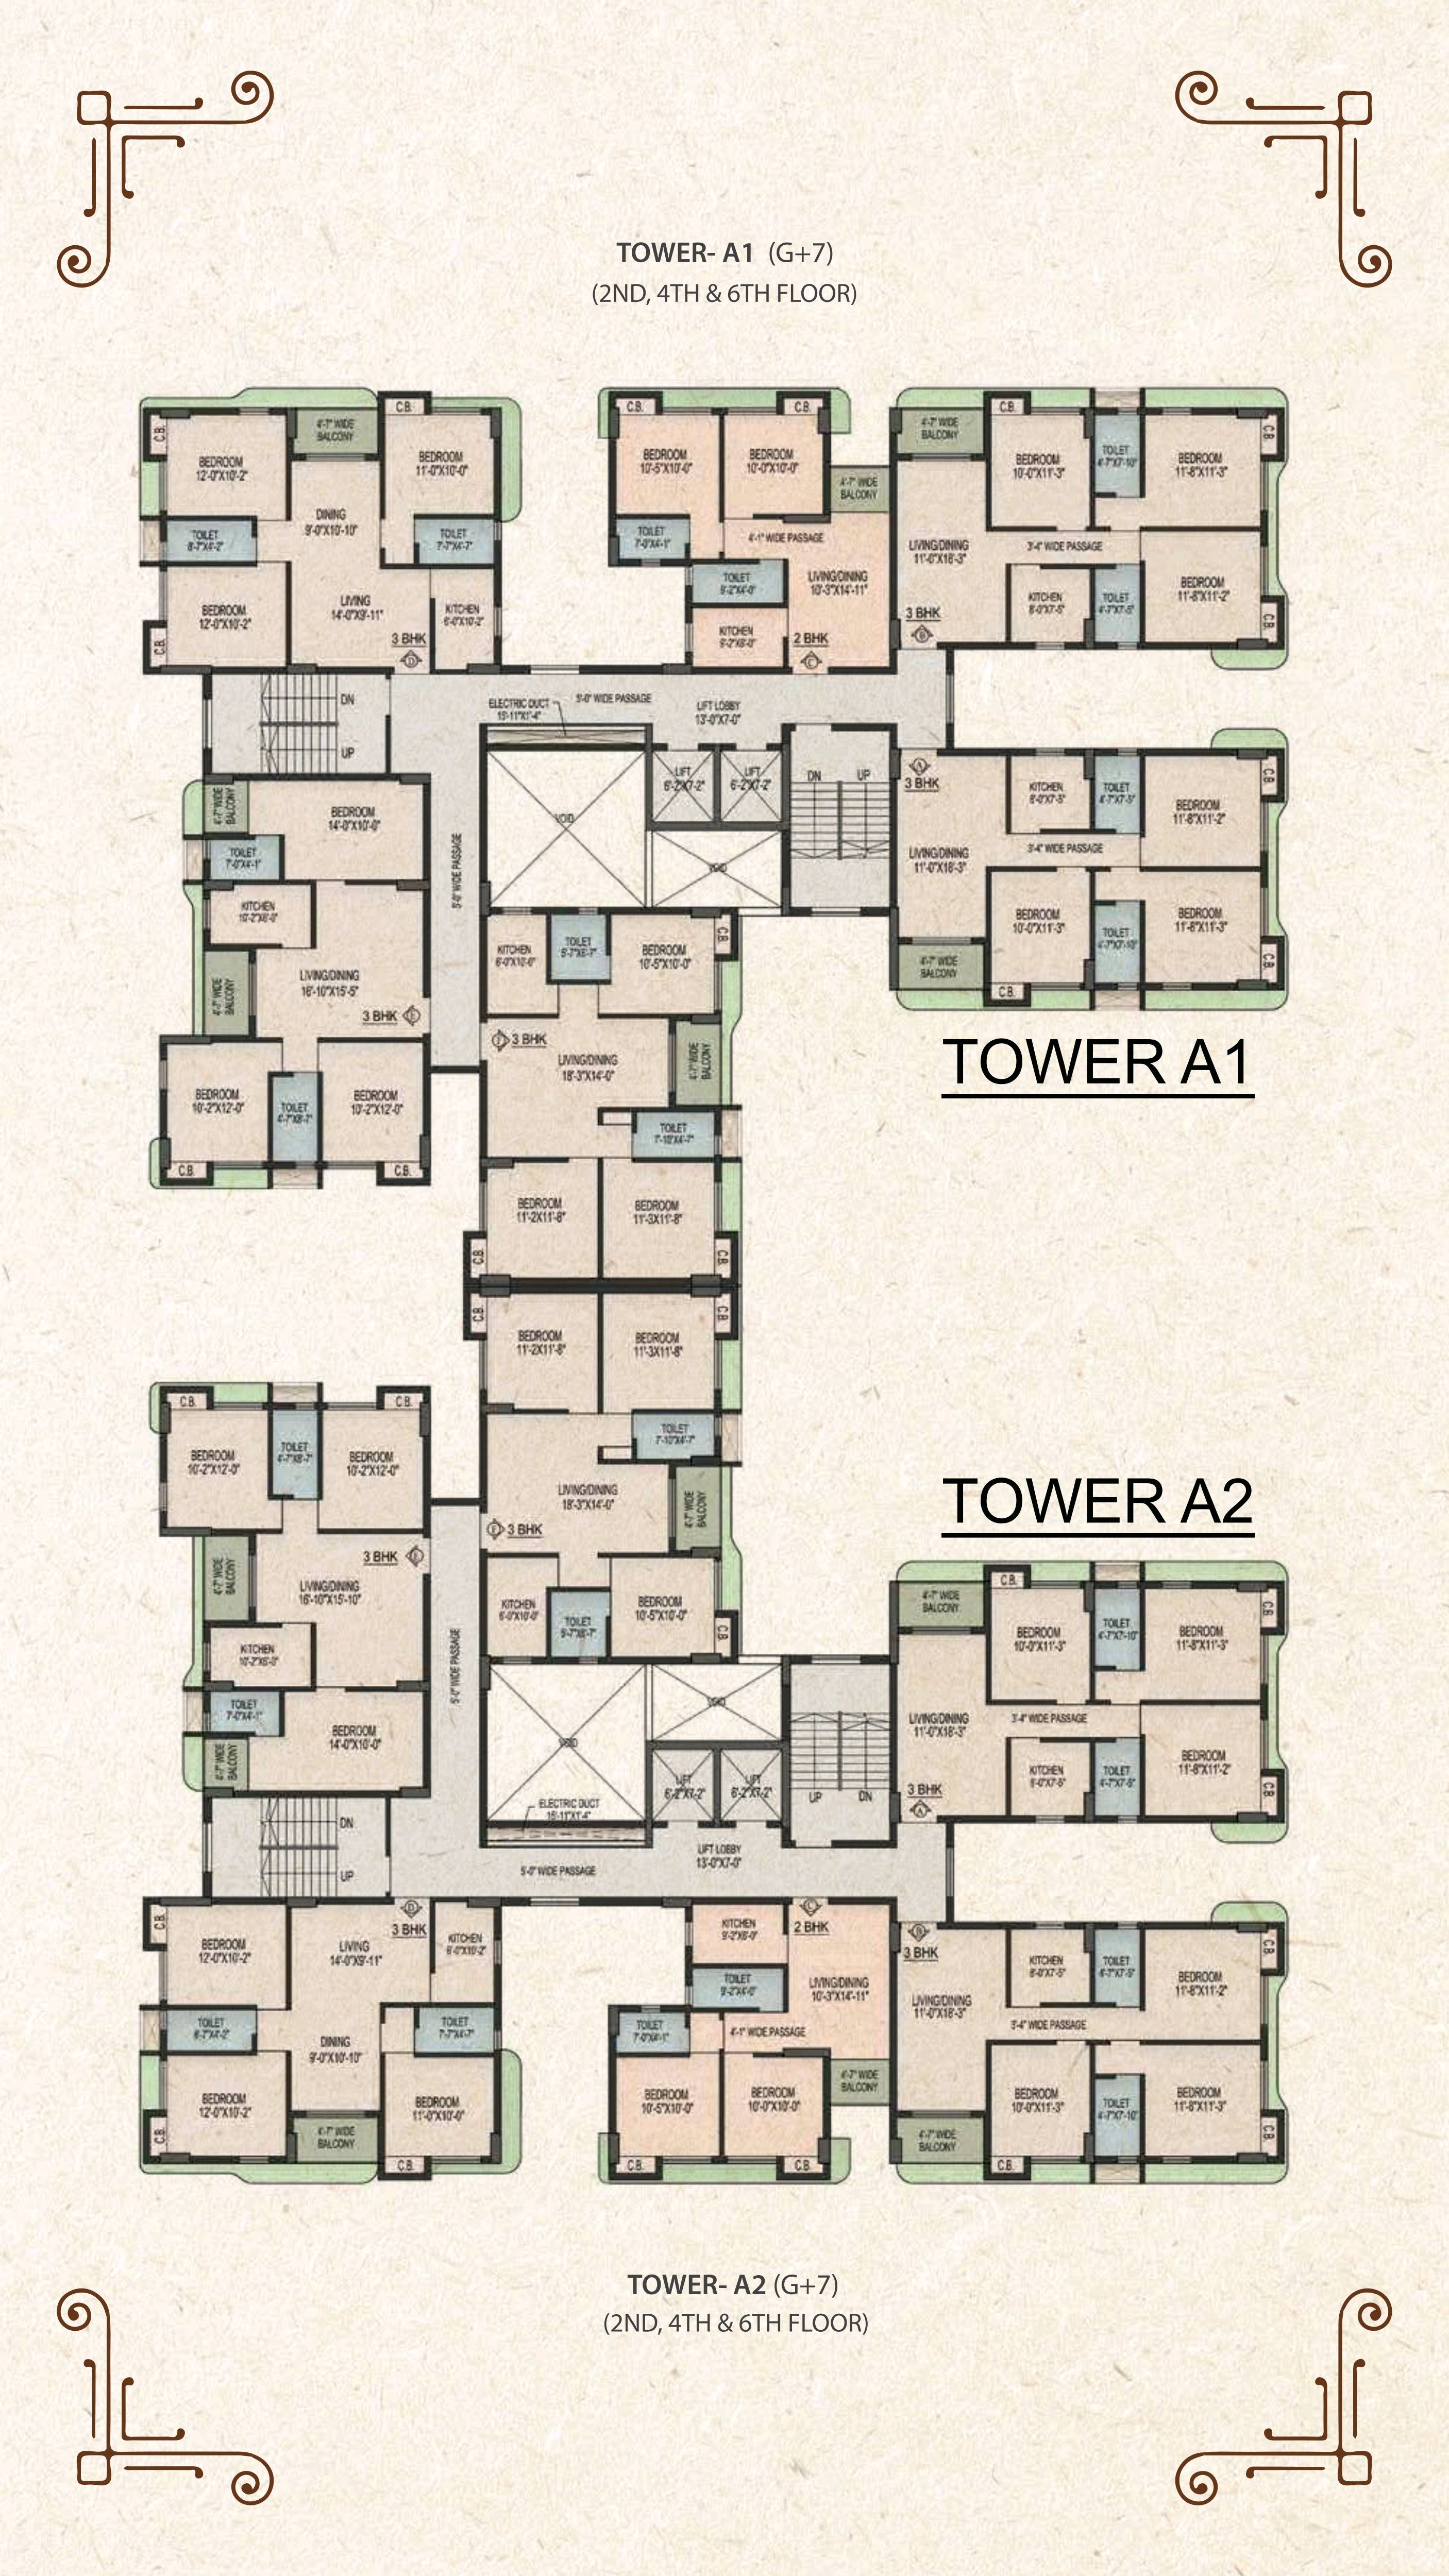 TOWER- A1 (G+7)
(2ND, 4TH & 6TH FLOOR)
C.B.
C.B.
4'-7" WIDE
BALCONY
BEDROOM
12'-0"X10'-2"
BEDROOM
11'-0"X10'-0"
DINING
9'-0"X10'-10"
TOILET
8'-7"X4'-2"
TOILET
7'-7"X4'-7"
BEDROOM
12'-0"X10'-2"
LIVING
14'-0"X9'-11"
KITCHEN
6'-0"X10'-2"
3 BHK
D
C.B.
C.B.
C.B.
BEDROOM
10'-5"X10'-0"
BEDROOM
10'-0"X10'-0"
4'-7" WIDE
BALCONY
TOILET
7'-0"X4'-1"
4'-1" WIDE PASSAGE
TOILET
9'-2"X4'-0"
LIVING/DINING
10'-3"X14'-11"
KITCHEN
9'-2"X8'-0"
2 BHK
C
4'-7" WIDE
BALCONY
C.B.
BEDROOM
10'-0"X11'-3"
TOILET
4'-7"X7'-10"
BEDROOM
11'-8"X11'-3"
C.B.
LIVING/DINING
11'-0"X18'-3"
3'-4" WIDE PASSAGE
KITCHEN
8'-0"X7'-5"
TOILET
4'-7"X7'-5"
BEDROOM
11'-8"X11'-2"
C.B.
3 BHK
B
DN
UP
ELECTRIC DUCT
15'-11"X1'-4"
5'-0" WIDE PASSAGE
LIFT LOBBY
13'-0"X7'-0"
LIFT
6'-2"X7'-2"
LIFT
6'-2"X7'-2"
DN
UP
VOID
VOID
A
3 BHK
KITCHEN
8'-0"X7'-5"
TOILET
4'-7"X7'-5"
BEDROOM
11'-8"X11'-2"
C.B.
LIVING/DINING
11'-0"X18'-3"
3'-4" WIDE PASSAGE
BEDROOM
10'-0"X11'-3"
TOILET
4'-7"X7'-10"
BEDROOM
11'-8"X11'-3"
C.B.
4'-7" WIDE
BALCONY
C.B.
4'-7" WIDE
BALCONY
BEDROOM
14'-0"X10'-0"
TOILET
7'-0"X4'-1"
KITCHEN
10'-2"X6'-0"
5'-0" WIDE PASSAGE
4'-7" WIDE
BALCONY
LIVING/DINING
16'-10"X15'-5"
3 BHK
E
BEDROOM
10'-2"X12'-0"
TOILET
4'-7"X8'-7"
BEDROOM
10'-2"X12'-0"
C.B.
C.B.
KITCHEN
6'-0"X10'-0"
TOILET
5'-7"X6'-7"
BEDROOM
10'-5"X10'-0"
C.B.
F
3 BHK
LIVING/DINING
18'-3"X14'-0"
4'-7" WIDE
BALCONY
TOILET
7'-10"X4'-7"
BEDROOM
11'-2X11'-8"
BEDROOM
11'-3X11'-8"
C.B.
C.B.
TOWER A1
C.B.
C.B.
BEDROOM
11'-2X11'-8"
BEDROOM
11'-3X11'-8"
TOILET
7'-10"X4'-7"
LIVING/DINING
18'-3"X14'-0"
4'-7" WIDE
BALCONY
F
3 BHK
KITCHEN
6'-0"X10'-0"
TOILET
5'-7"X6'-7"
BEDROOM
10'-5"X10'-0"
C.B.
C.B.
C.B.
BEDROOM
10'-2"X12'-0"
TOILET
4'-7"X8'-7"
BEDROOM
10'-2"X12'-0"
3 BHK
E
4'-7" WIDE
BALCONY
LIVING/DINING
16'-10"X15'-10"
KITCHEN
10'-2"X6'-0"
5'-0" WIDE PASSAGE
TOILET
7'-0"X4'-1"
4'-7" WIDE
BALCONY
BEDROOM
14'-0"X10'-0"
TOWER A2
4'-7" WIDE
BALCONY
C.B.
BEDROOM
10'-0"X11'-3"
TOILET
4'-7"X7'-10"
BEDROOM
11'-8"X11'-3"
C.B.
LIVING/DINING
11'-0"X18'-3"
3'-4" WIDE PASSAGE
KITCHEN
8'-0"X7'-5"
TOILET
4'-7"X7'-5"
BEDROOM
11'-8"X11'-2"
C.B.
3 BHK
A
VOID
VOID
LIFT
6'-2"X7'-2"
LIFT
6'-2"X7'-2"
UP
DN
ELECTRIC DUCT
15'-11"X1'-4"
LIFT LOBBY
13'-0"X7'-0"
5'-0" WIDE PASSAGE
DN
UP
C.B.
BEDROOM
12'-0"X10'-2"
LIVING
14'-0"X9'-11"
D
3 BHK
KITCHEN
6'-0"X10'-2"
TOILET
8'-7"X4'-2"
DINING
9'-0"X10'-10"
TOILET
7'-7"X4'-7"
BEDROOM
12'-0"X10'-2"
BEDROOM
11'-0"X10'-0"
C.B.
4'-7" WIDE
BALCONY
C.B.
KITCHEN
9'-2"X8'-0"
C
2 BHK
TOILET
9'-2"X4'-0"
LIVING/DINING
10'-3"X14'-11"
TOILET
7'-0"X4'-1"
4'-1" WIDE PASSAGE
BEDROOM
10'-5"X10'-0"
BEDROOM
10'-0"X10'-0"
4'-7" WIDE
BALCONY
C.B.
C.B.
B
3 BHK
KITCHEN
8'-0"X7'-5"
TOILET
4'-7"X7'-5"
BEDROOM
11'-8"X11'-2"
C.B.
LIVING/DINING
11'-0"X18'-3"
3'-4" WIDE PASSAGE
BEDROOM
10'-0"X11'-3"
TOILET
4'-7"X7'-10"
BEDROOM
11'-8"X11'-3"
C.B.
4'-7" WIDE
BALCONY
C.B.
TOWER- A2 (G+7)
(2ND, 4TH & 6TH FLOOR)